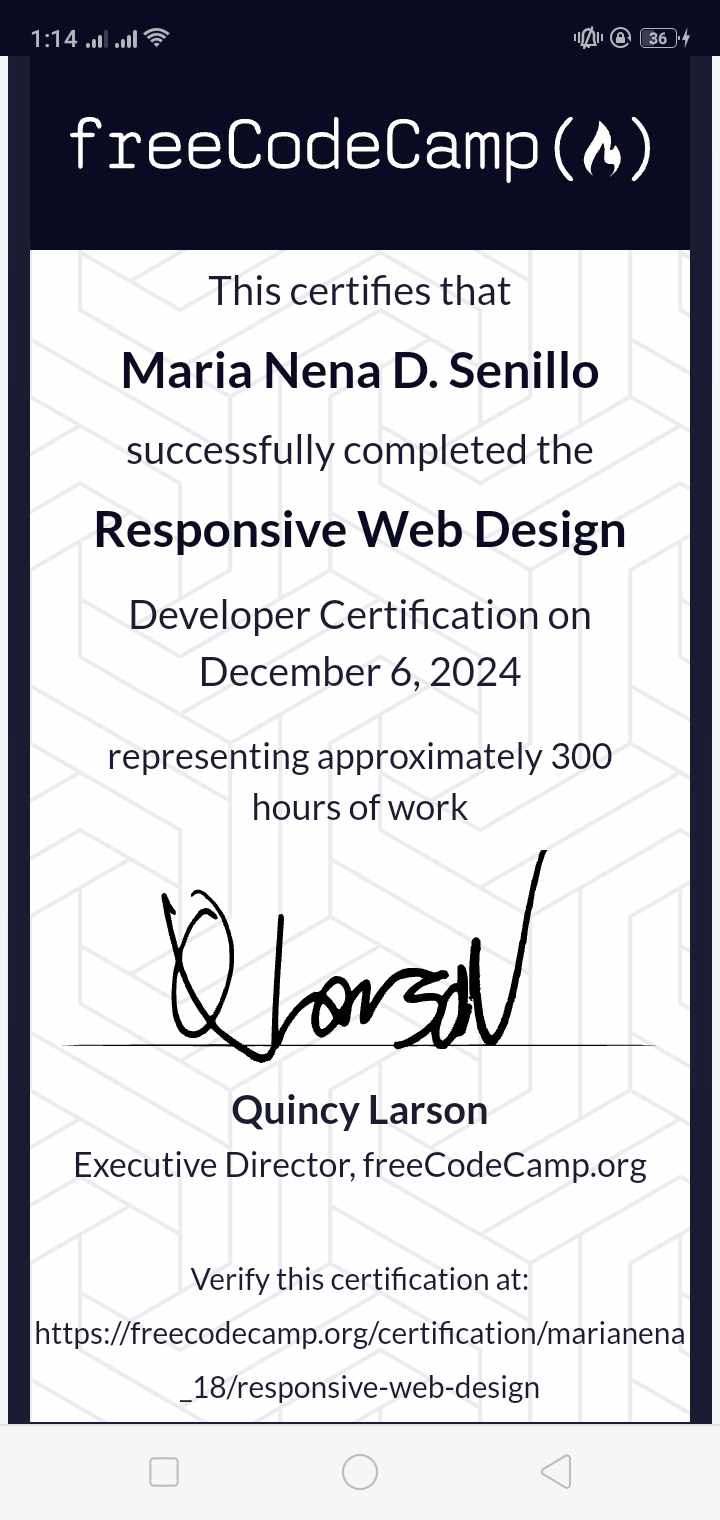 1:14
36
freeCodeCamp(🔥)
This certifies that
Maria Nena D. Senillo
successfully completed the
Responsive Web Design
Developer Certification on
December 6, 2024
representing approximately 300
hours of work
Q Larson
Quincy Larson
Executive Director, freeCodeCamp.org
Verify this certification at:
https://freecodecamp.org/certification/marianena
_18/responsive-web-design